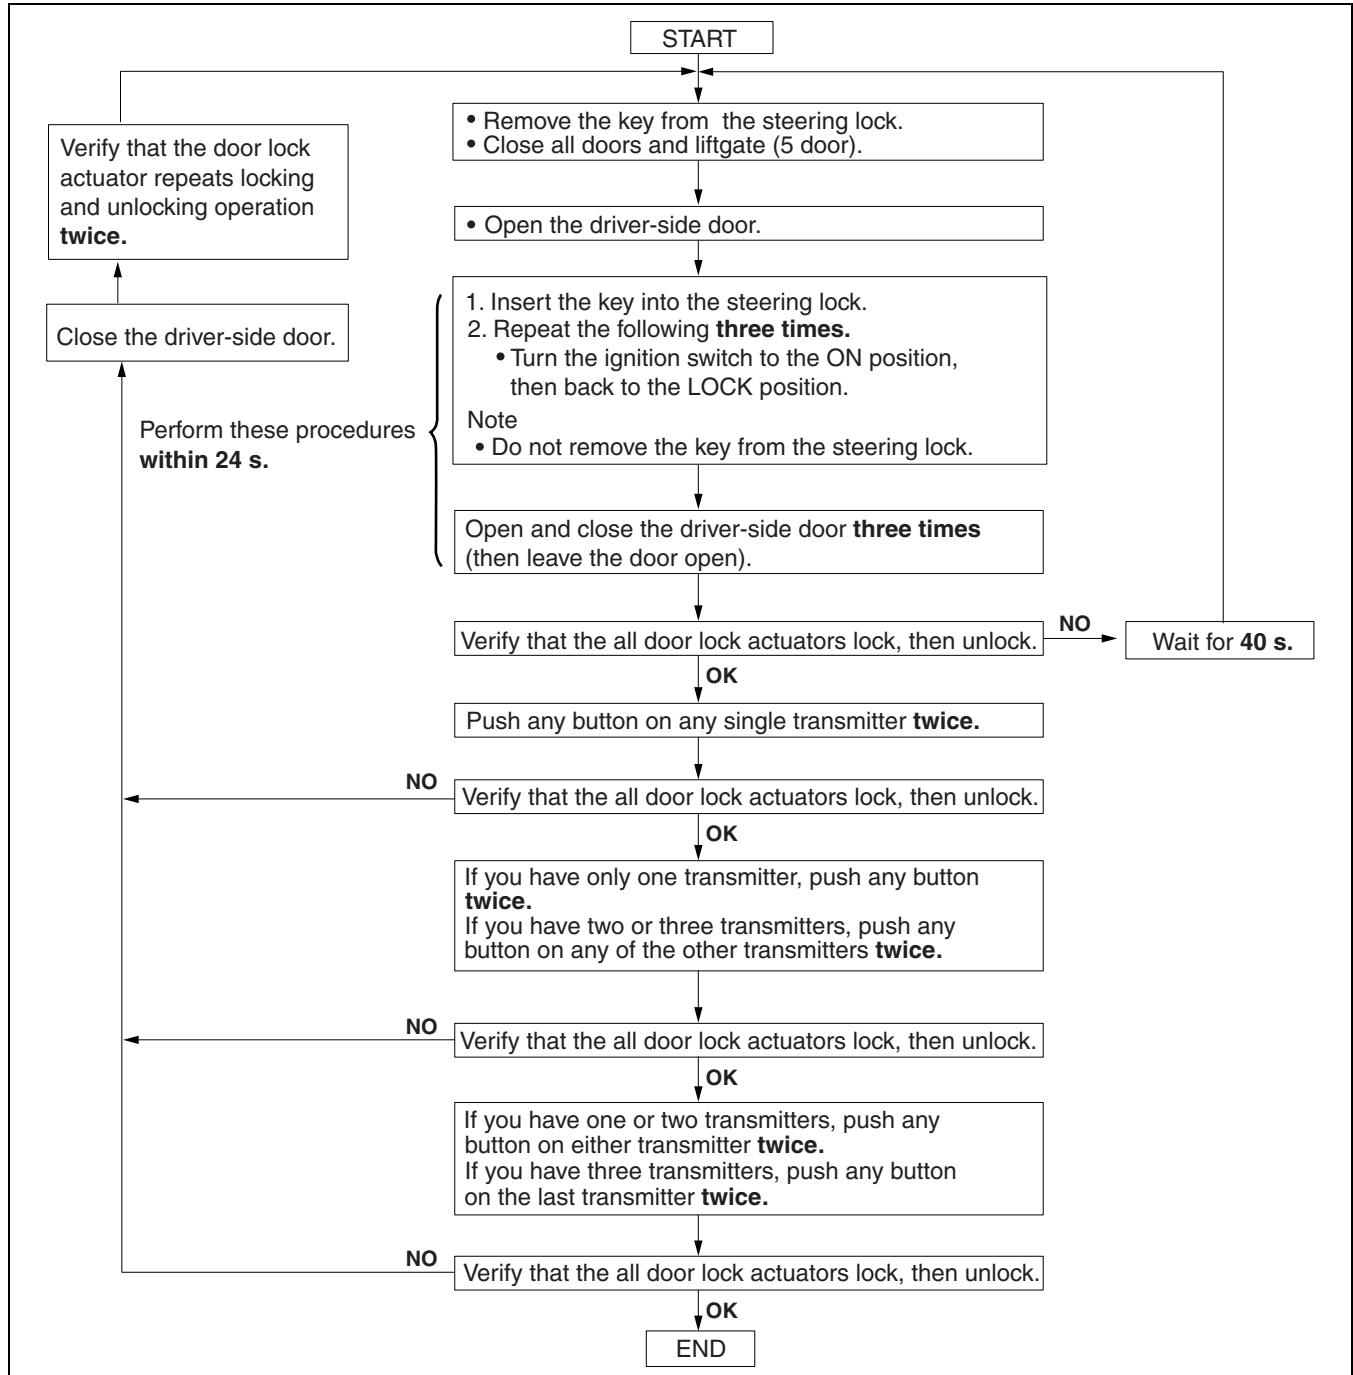 START
• Remove the key from the steering lock.
• Close all doors and liftgate (5 door).
Verify that the door lock
actuator repeats locking
and unlocking operation
twice.
• Open the driver-side door.
Close the driver-side door.
1. Insert the key into the steering lock.
2. Repeat the following three times.
• Turn the ignition switch to the ON position,
then back to the LOCK position.
Note
• Do not remove the key from the steering lock.
Perform these procedures
within 24 s.
Open and close the driver-side door three times
(then leave the door open).
Verify that the all door lock actuators lock, then unlock.
NO
Wait for 40 s.
OK
Push any button on any single transmitter twice.
NO
Verify that the all door lock actuators lock, then unlock.
OK
If you have only one transmitter, push any button
twice.
If you have two or three transmitters, push any
button on any of the other transmitters twice.
NO
Verify that the all door lock actuators lock, then unlock.
OK
If you have one or two transmitters, push any
button on either transmitter twice.
If you have three transmitters, push any button
on the last transmitter twice.
NO
Verify that the all door lock actuators lock, then unlock.
OK
END